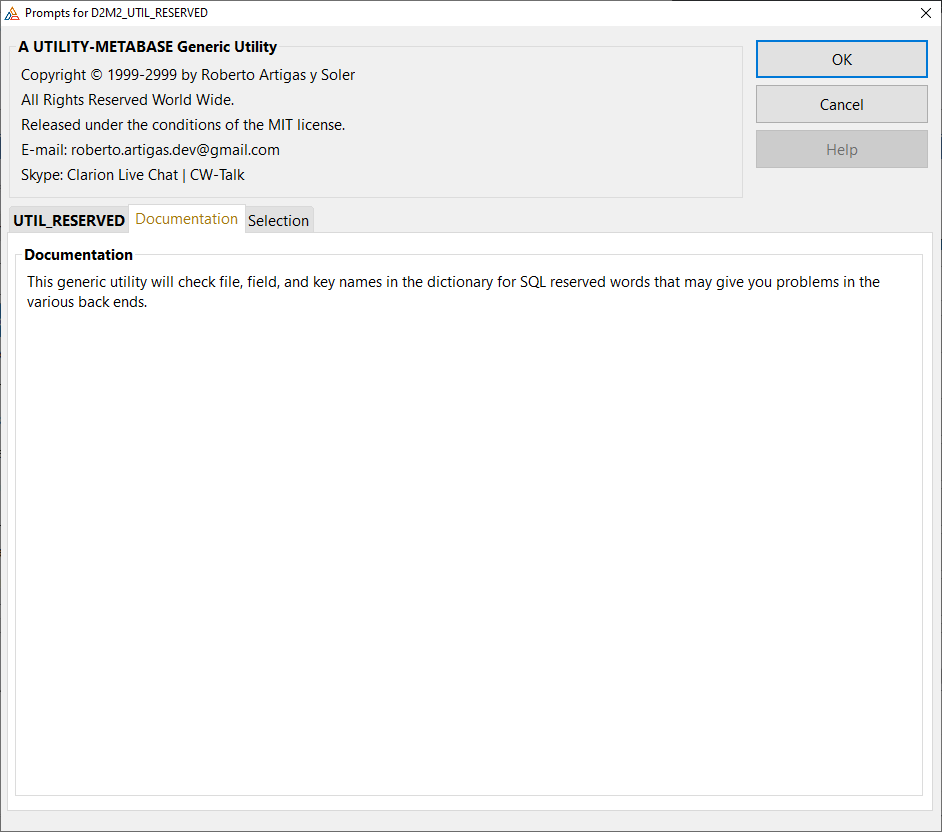 Prompts for D2M2_UTIL_RESERVED
A UTILITY-METABASE Generic Utility
Copyright © 1999-2999 by Roberto Artigas y Soler
All Rights Reserved World Wide.
Released under the conditions of the MIT license.
E-mail: roberto.artigas.dev@gmail.com
Skype: Clarion Live Chat | CW-Talk
OK
Cancel
Help
UTIL_RESERVED Documentation Selection
Documentation
This generic utility will check file, field, and key names in the dictionary for SQL reserved words that may give you problems in the
various back ends.